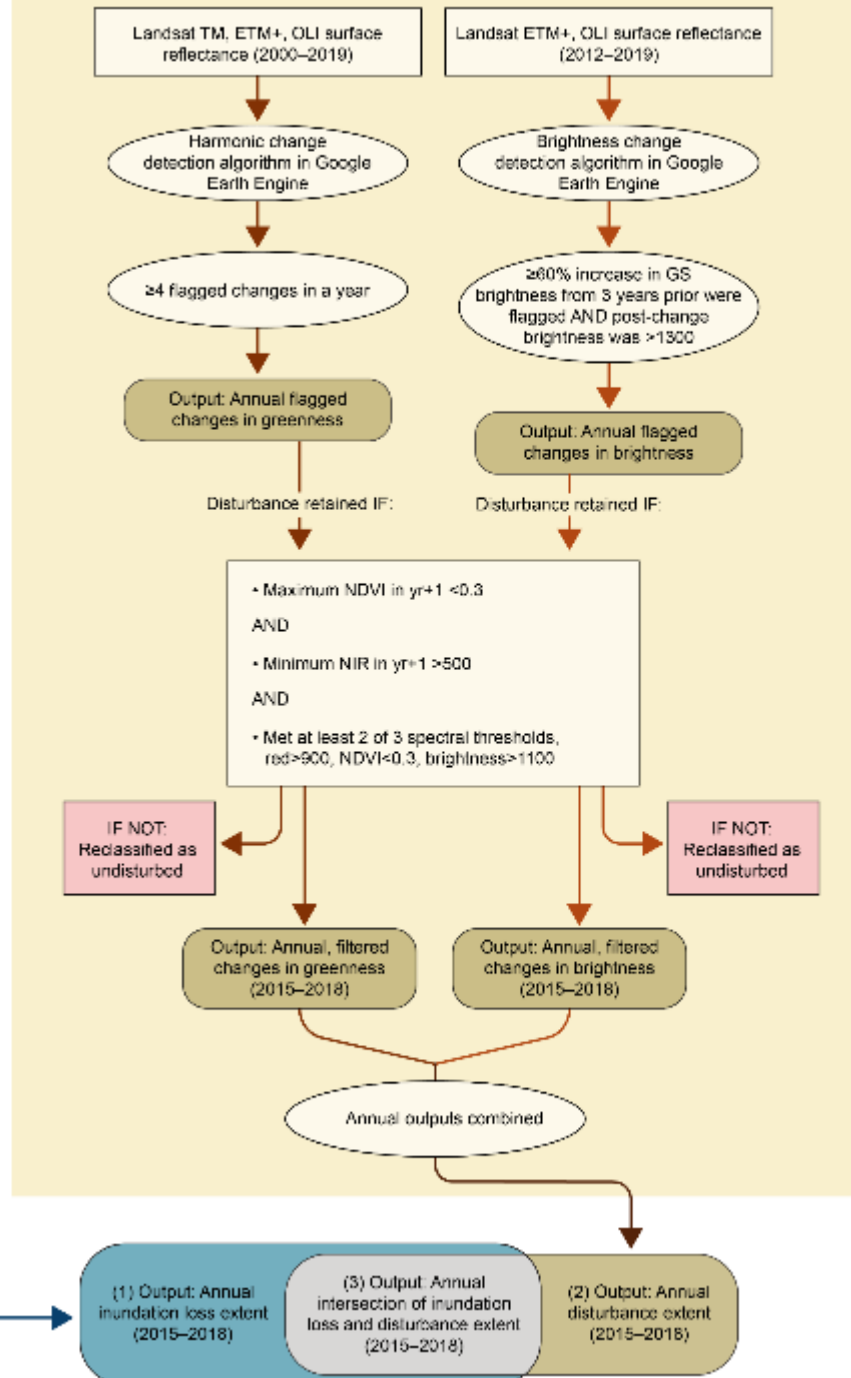 Landsat TM, ETM+, OLI surface
reflectance (2000–2019)
Landsat ETM+, OLI surface reflectance
(2012–2019)
Harmonic change
detection algorithm in Google
Earth Engine
Brightness change
detection algorithm in Google
Earth Engine
≥4 flagged changes in a year
≥60% increase in GS
brightness from 3 years prior were
flagged AND post-change
brightness was >1300
Output: Annual flagged
changes in greenness
Output: Annual flagged
changes in brightness
Disturbance retained IF:
Disturbance retained IF:
• Maximum NDVI in yr+1 <0.3
AND
• Minimum NIR in yr+1 >500
AND
• Met at least 2 of 3 spectral thresholds,
red>900, NDVI<0.3, brightness>1100
IF NOT:
Reclassified as
undisturbed
IF NOT:
Reclassified as
undisturbed
Output: Annual, filtered
changes in greenness
(2015–2018)
Output: Annual, filtered
changes in brightness
(2015–2018)
Annual outputs combined
(1) Output: Annual
inundation loss extent
(2015–2018)
(3) Output: Annual
intersection of inundation
loss and disturbance extent
(2015–2018)
(2) Output: Annual
disturbance extent
(2015–2018)